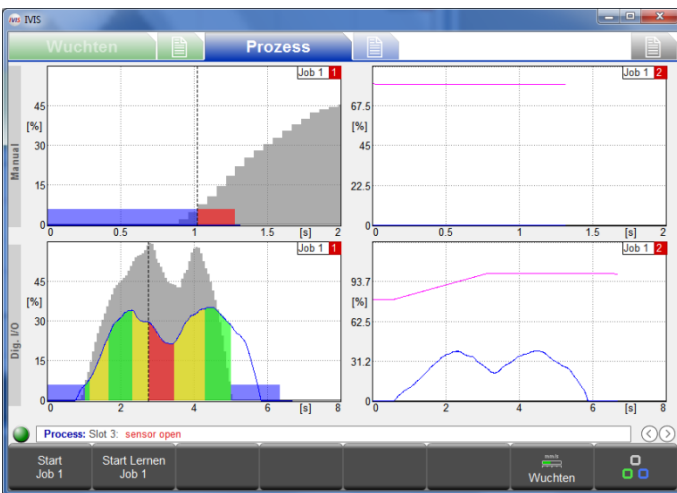 IVIS IVIS
Wuchten
Prozess
Manual
Job 1 1
45
[%]
30
15
0
0 0.5 1 1.5 [s] 2
Job 1 2
67.5
[%]
45
22.5
0
0 0.5 1 1.5 [s] 2
Dig. I/O
Job 1 1
45
[%]
30
15
0
0 2 4 6 [s] 8
Job 1 2
93.7
[%]
62.5
31.2
0
0 2 4 6 [s] 8
Process: Slot 3: sensor open
Start
Job 1
Start Lernen
Job 1
Wuchten